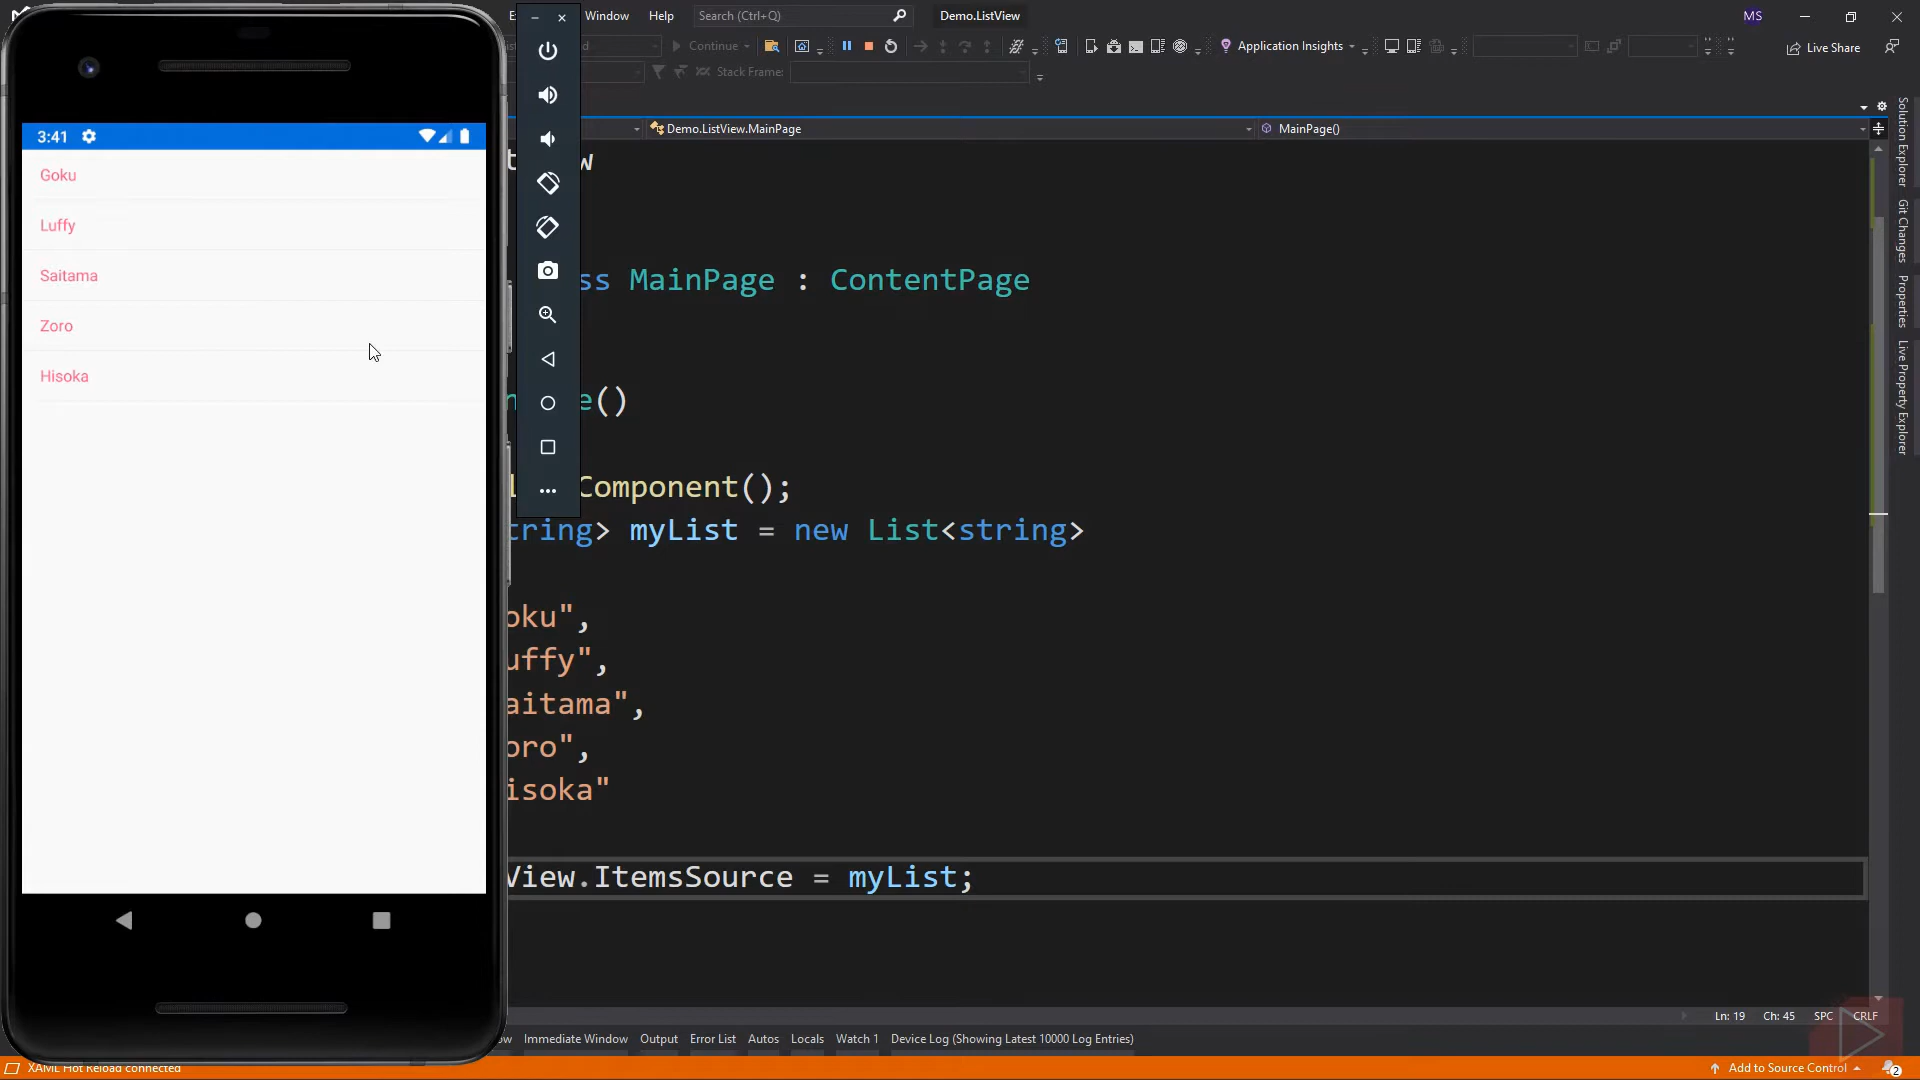 Window Help Search (Ctrl+Q) Demo.ListView MS
Continue Application Insights Live Share
Stack Frame:
Demo.ListView.MainPage MainPage()
3:41
Goku
Luffy
Saitama
Zoro
Hisoka
ss MainPage : ContentPage
e()
Component();
tring> myList = new List<string>
oku",
uffy",
aitama",
oro",
isoka"
View.ItemsSource = myList;
Solution Explorer
Git Changes
Properties
Live Property Explorer
Ln: 19 Ch: 45 SPC CRLF
Immediate Window Output Error List Autos Locals Watch 1 Device Log (Showing Latest 10000 Log Entries)
XAML Hot Reload connected Add to Source Control 2